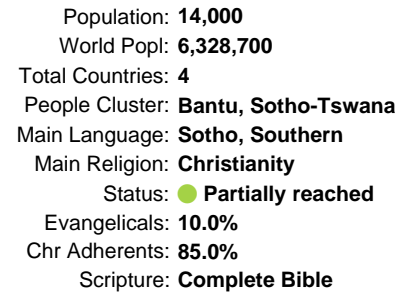 Population: 14,000
World Popl: 6,328,700
Total Countries: 4
People Cluster: Bantu, Sotho-Tswana
Main Language: Sotho, Southern
Main Religion: Christianity
Status: Partially reached
Evangelicals: 10.0%
Chr Adherents: 85.0%
Scripture: Complete Bible